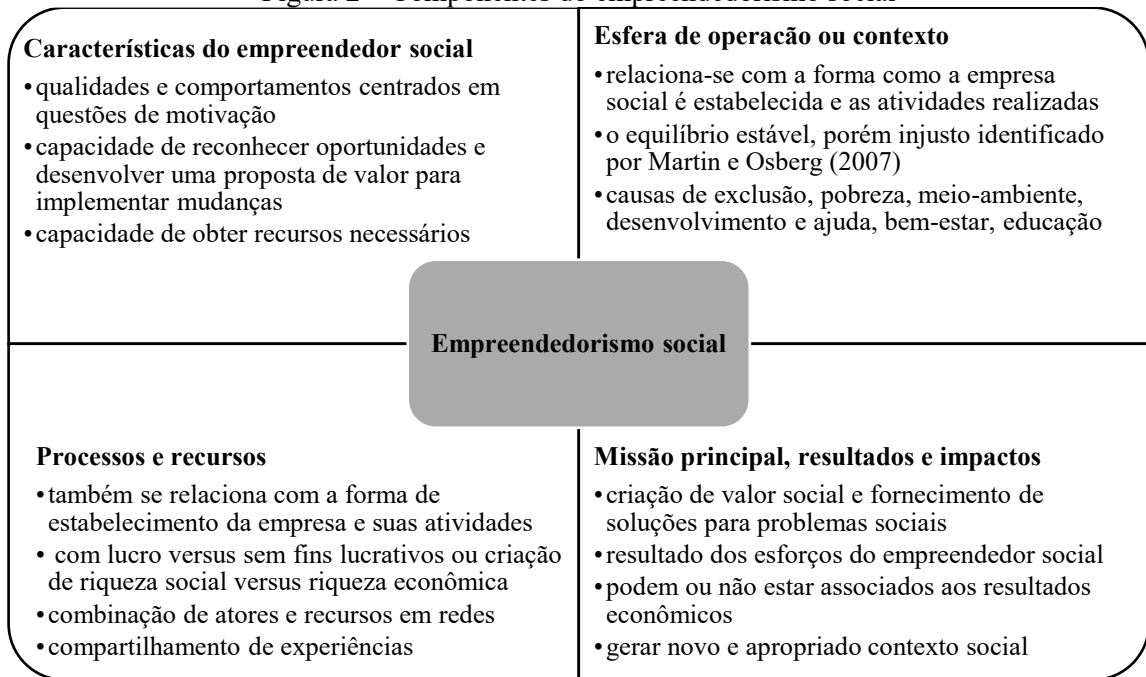 Figura 2 – Componentes do empreendedorismo social
Características do empreendedor social
•qualidades e comportamentos centrados em
questões de motivação
•capacidade de reconhecer oportunidades e
desenvolver uma proposta de valor para
implementar mudanças
•capacidade de obter recursos necessários
Esfera de operacão ou contexto
•relaciona-se com a forma como a empresa
social é estabelecida e as atividades realizadas
•o equilíbrio estável, porém injusto identificado
por Martin e Osberg (2007)
•causas de exclusão, pobreza, meio-ambiente,
desenvolvimento e ajuda, bem-estar, educação
Empreendedorismo social
Processos e recursos
•também se relaciona com a forma de
estabelecimento da empresa e suas atividades
• com lucro versus sem fins lucrativos ou criação
de riqueza social versus riqueza econômica
•combinação de atores e recursos em redes
•compartilhamento de experiências
Missão principal, resultados e impactos
•criação de valor social e fornecimento de
soluções para problemas sociais
•resultado dos esforços do empreendedor social
•podem ou não estar associados aos resultados
econômicos
•gerar novo e apropriado contexto social